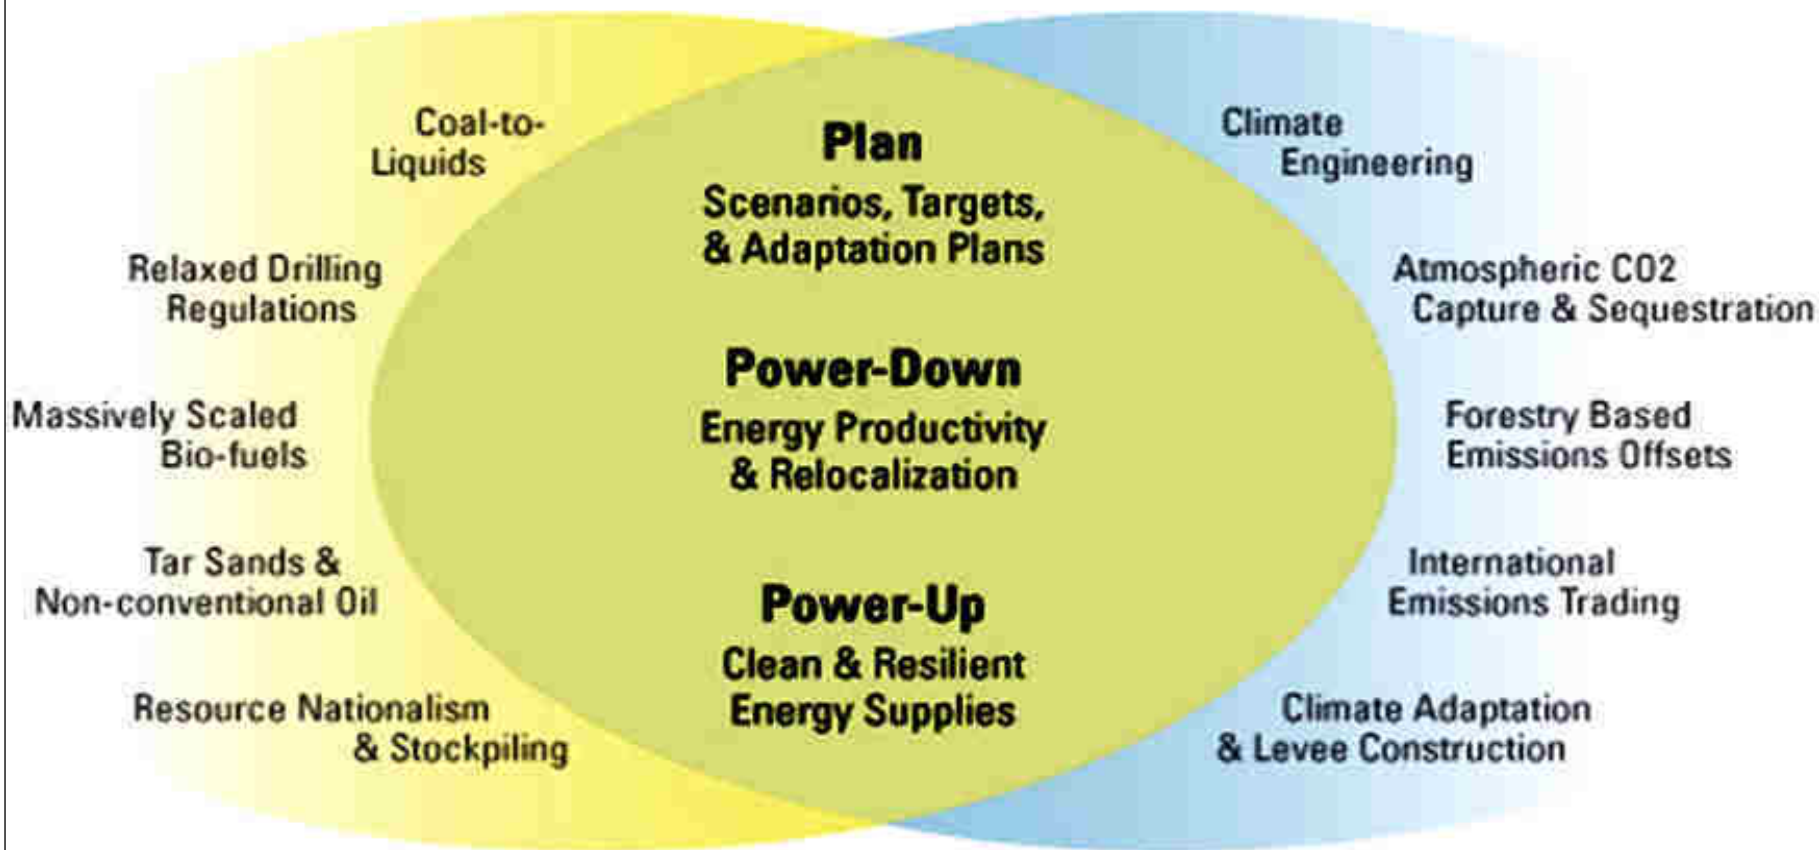 Coal-to-
Liquids
Relaxed Drilling
Regulations
Massively Scaled
Bio-fuels
Tar Sands &
Non-conventional Oil
Resource Nationalism
& Stockpiling
Plan
Scenarios, Targets,
& Adaptation Plans
Power-Down
Energy Productivity
& Relocalization
Power-Up
Clean & Resilient
Energy Supplies
Climate
Engineering
Atmospheric CO2
Capture & Sequestration
Forestry Based
Emissions Offsets
International
Emissions Trading
Climate Adaptation
& Levee Construction